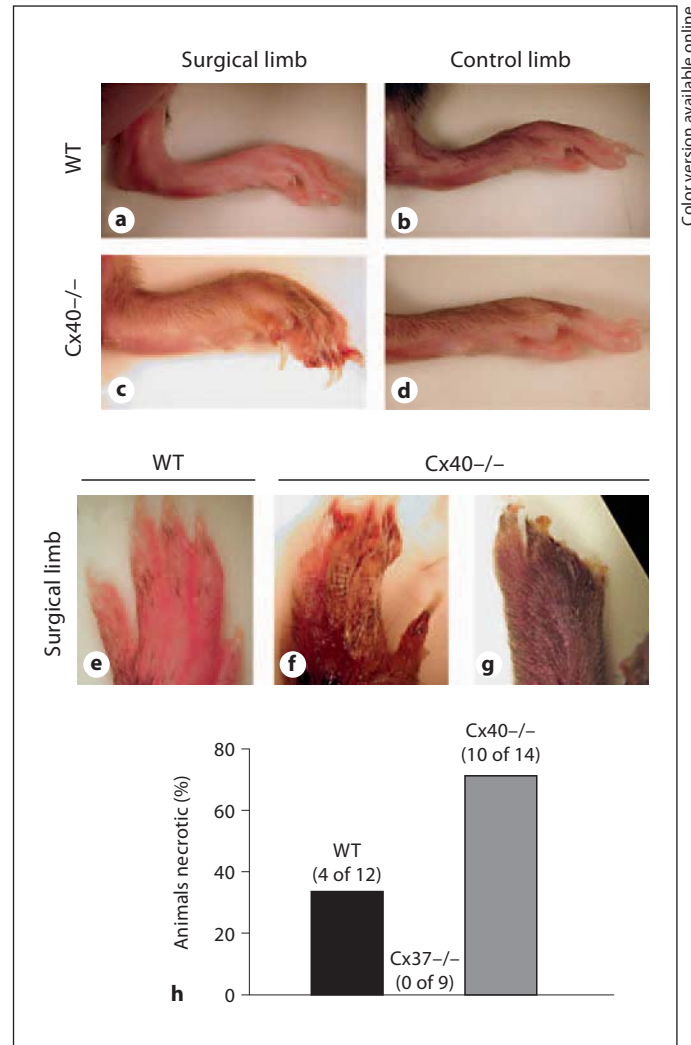 Color version available online
Surgical limb
Control limb
WT
a
b
Cx40–/–
c
d
WT
Cx40–/–
Surgical limb
e
f
g
Animals necrotic (%)
80
60
40
20
0
WT
(4 of 12)
Cx37–/–
(0 of 9)
Cx40–/–
(10 of 14)
h